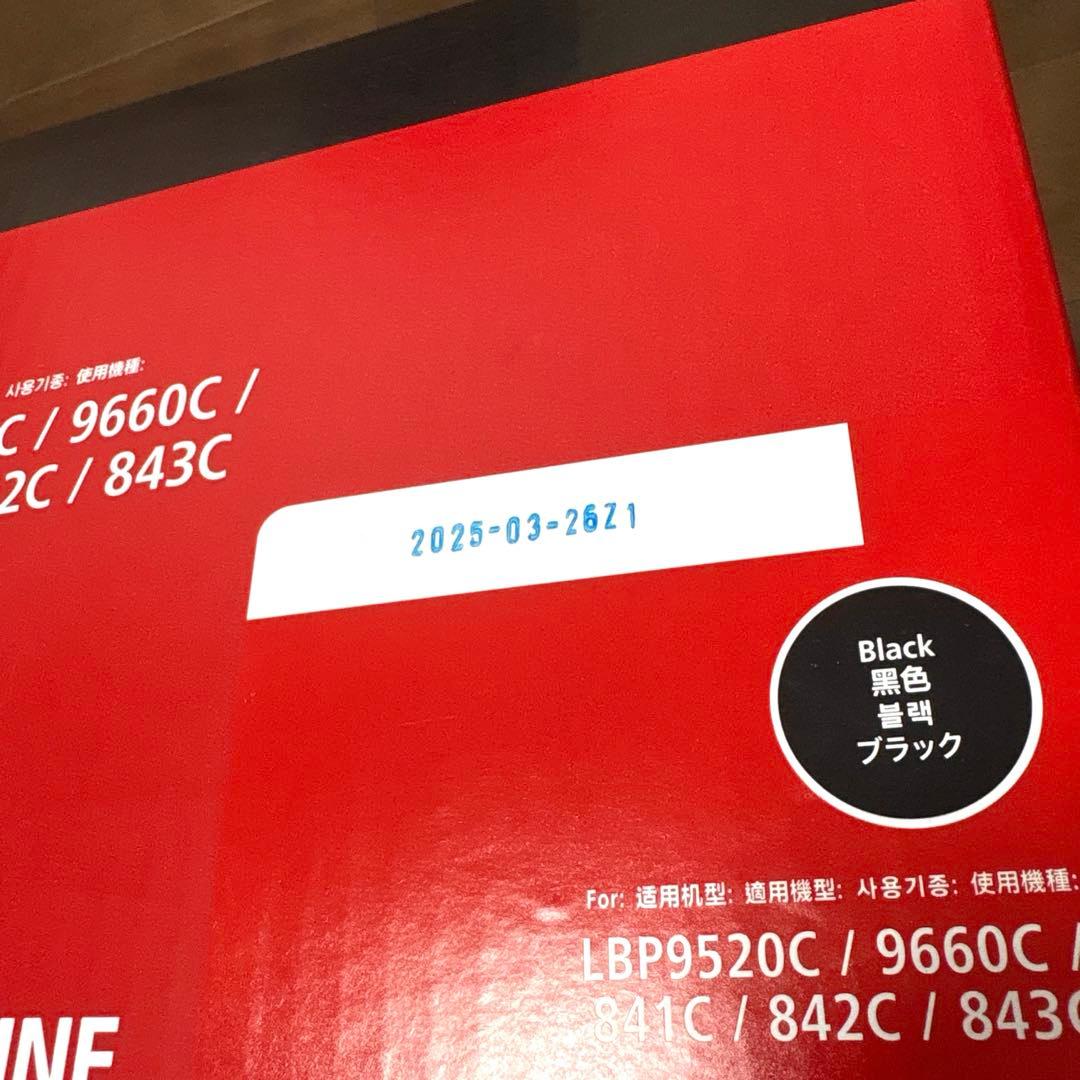 사용기종: 使用機種:
C / 9660C /
2C / 843C
2025-03-26Z1
Black
黑色
블랙
ブラック
For: 适用机型: 適用機型: 사용기종: 使用機種:
LBP9520C / 9660C /
841C / 842C / 843C
INE